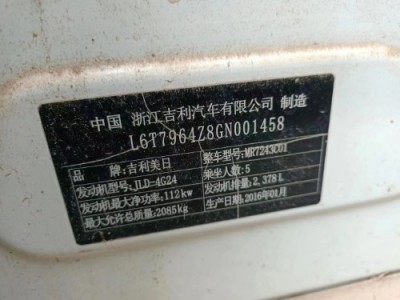 中国 浙江吉利汽车有限公司 制造
L6T7964Z8GN001458
品 牌:吉利美日 整车型号:MR7243C01
发动机型号:JLD-4G24 乘坐人数:5
发动机最大净功率:112kw 发动机排量:2.378L
最大允许总质量:2085kg 生产日期:2016年01月